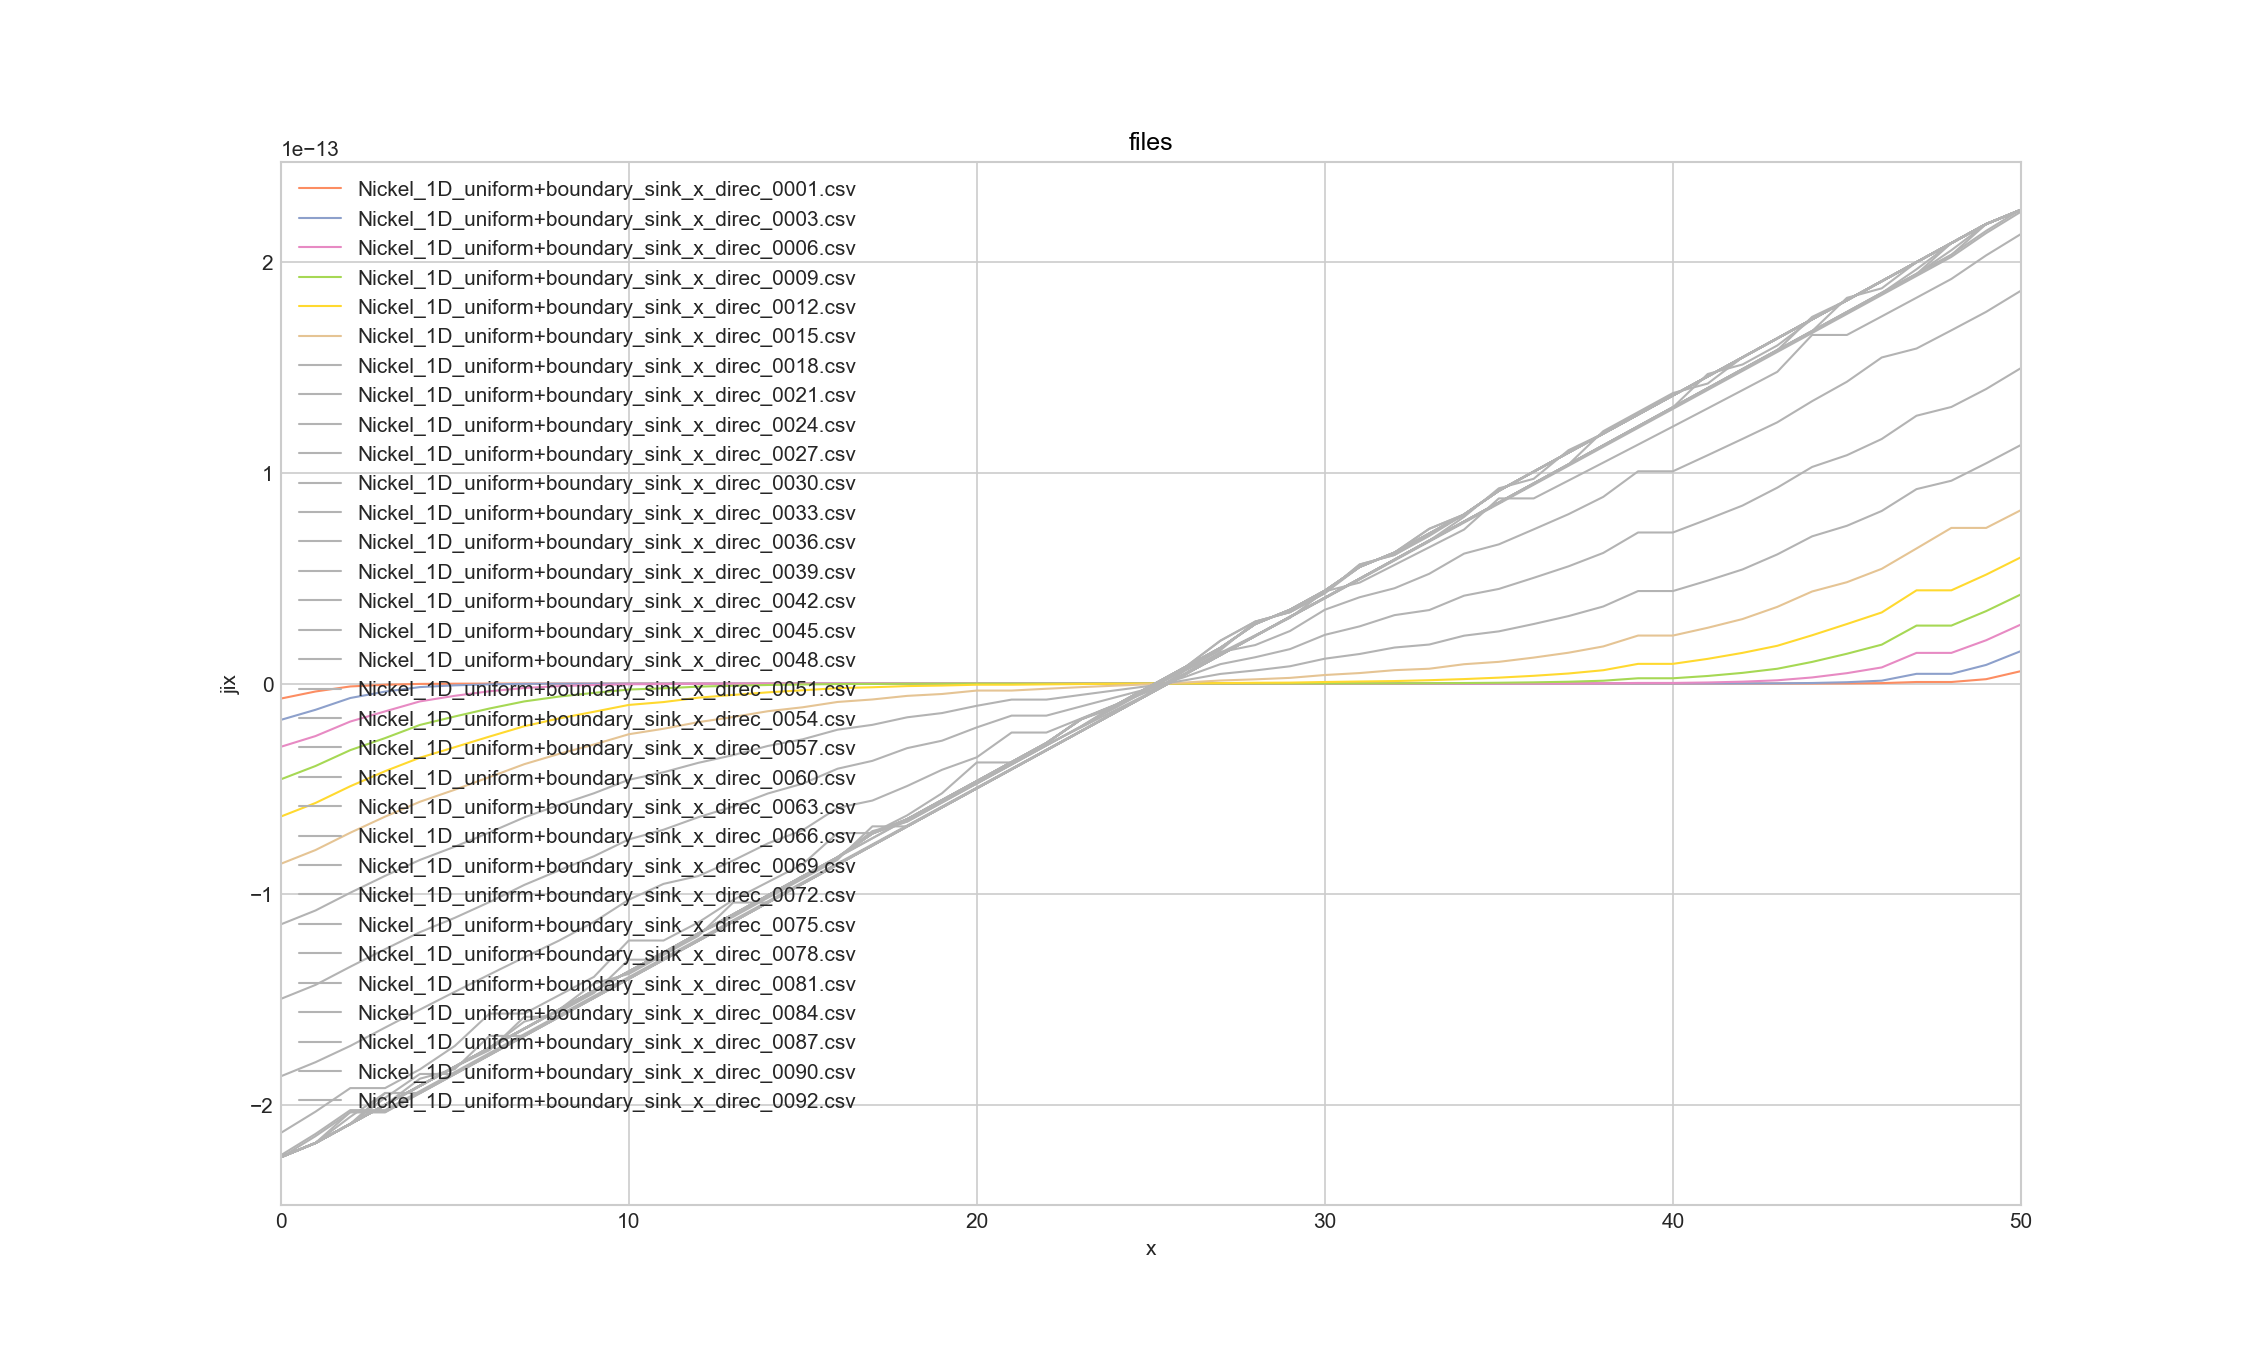 files
1e−13
Nickel_1D_uniform+boundary_sink_x_direc_0001.csv
Nickel_1D_uniform+boundary_sink_x_direc_0003.csv
Nickel_1D_uniform+boundary_sink_x_direc_0006.csv
Nickel_1D_uniform+boundary_sink_x_direc_0009.csv
Nickel_1D_uniform+boundary_sink_x_direc_0012.csv
Nickel_1D_uniform+boundary_sink_x_direc_0015.csv
Nickel_1D_uniform+boundary_sink_x_direc_0018.csv
Nickel_1D_uniform+boundary_sink_x_direc_0021.csv
Nickel_1D_uniform+boundary_sink_x_direc_0024.csv
Nickel_1D_uniform+boundary_sink_x_direc_0027.csv
Nickel_1D_uniform+boundary_sink_x_direc_0030.csv
Nickel_1D_uniform+boundary_sink_x_direc_0033.csv
Nickel_1D_uniform+boundary_sink_x_direc_0036.csv
Nickel_1D_uniform+boundary_sink_x_direc_0039.csv
Nickel_1D_uniform+boundary_sink_x_direc_0042.csv
Nickel_1D_uniform+boundary_sink_x_direc_0045.csv
Nickel_1D_uniform+boundary_sink_x_direc_0048.csv
Nickel_1D_uniform+boundary_sink_x_direc_0051.csv
Nickel_1D_uniform+boundary_sink_x_direc_0054.csv
Nickel_1D_uniform+boundary_sink_x_direc_0057.csv
Nickel_1D_uniform+boundary_sink_x_direc_0060.csv
Nickel_1D_uniform+boundary_sink_x_direc_0063.csv
Nickel_1D_uniform+boundary_sink_x_direc_0066.csv
Nickel_1D_uniform+boundary_sink_x_direc_0069.csv
Nickel_1D_uniform+boundary_sink_x_direc_0072.csv
Nickel_1D_uniform+boundary_sink_x_direc_0075.csv
Nickel_1D_uniform+boundary_sink_x_direc_0078.csv
Nickel_1D_uniform+boundary_sink_x_direc_0081.csv
Nickel_1D_uniform+boundary_sink_x_direc_0084.csv
Nickel_1D_uniform+boundary_sink_x_direc_0087.csv
Nickel_1D_uniform+boundary_sink_x_direc_0090.csv
Nickel_1D_uniform+boundary_sink_x_direc_0092.csv
2
1
0
−1
−2
jix
0 10 20 30 40 50
x